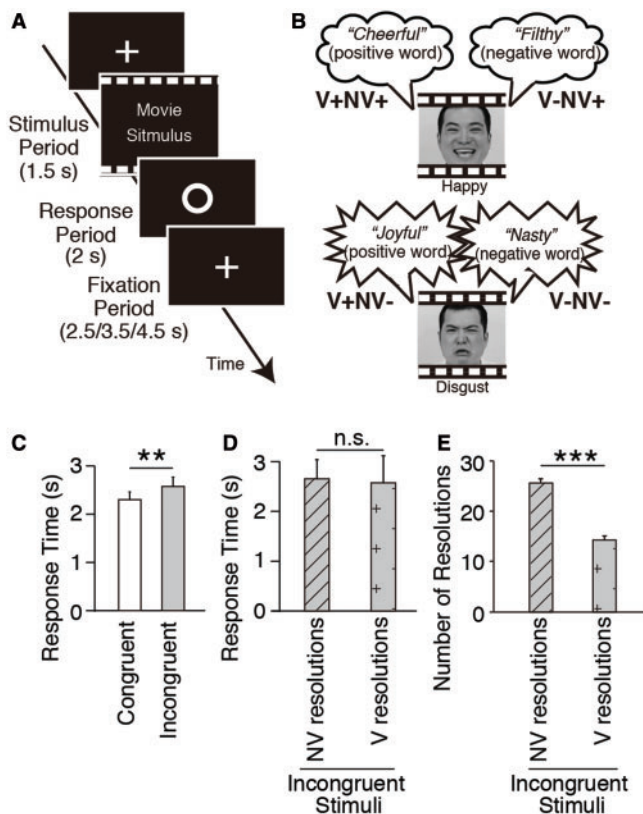 A
+
Movie
Sitmulus
Stimulus
Period
(1.5 s)
Response
Period
(2 s)
+
Fixation
Period
(2.5/3.5/4.5 s)
Time
B
“Cheerful”
(positive word)
“Filthy”
(negative word)
V+NV+
V-NV+
Happy
“Joyful”
(positive word)
“Nasty”
(negative word)
V+NV-
V-NV-
Disgust
C
**
Response Time (s)
3
2
1
0
Congruent
Incongruent
D
n.s.
Response Time (s)
3
2
1
0
NV resolutions
V resolutions
Incongruent
Stimuli
E
***
Number of Resolutions
30
20
10
0
NV resolutions
V resolutions
Incongruent
Stimuli